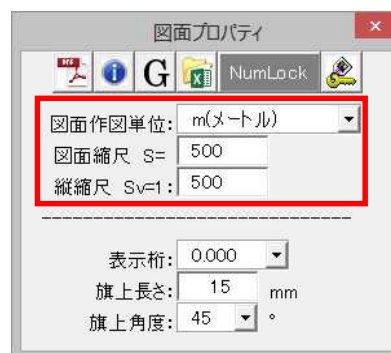 図面プロパティ
G NumLock
図面作図単位: m(メートル)
図面縮尺 S= 500
縦縮尺 Sv=1: 500
表示桁: 0.000
旗上長さ: 15 mm
旗上角度: 45 °